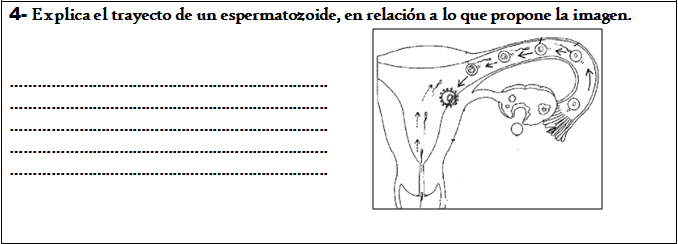 4- Explica el trayecto de un espermatozoide, en relación a lo que propone la imagen.